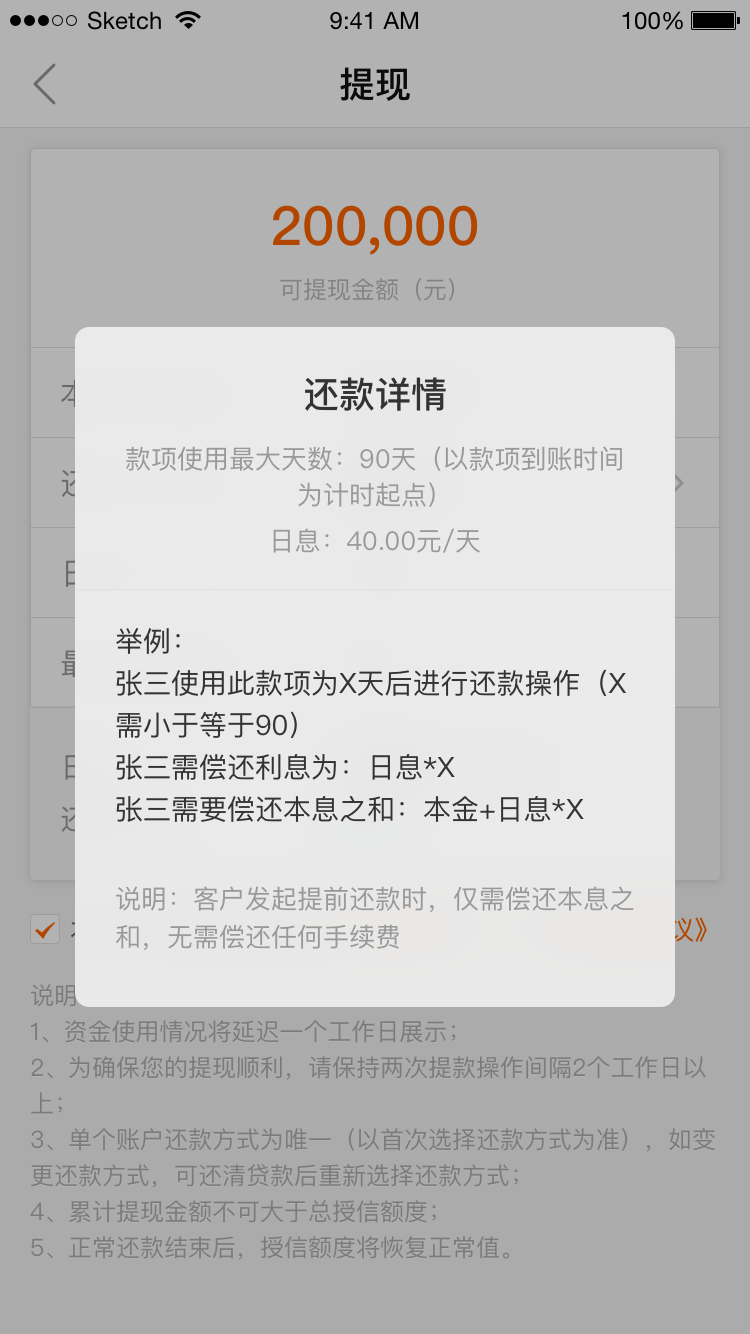 Sketch 9:41 AM 100%
提现
200,000
可提现金额（元）
还款详情
款项使用最大天数：90天（以款项到账时间
为计时起点）
日息：40.00元/天
举例：
张三使用此款项为X天后进行还款操作（X
需小于等于90）
张三需偿还利息为：日息*X
张三需要偿还本息之和：本金+日息*X
说明：客户发起提前还款时，仅需偿还本息之
和，无需偿还任何手续费
本
还
日
最
日
还
议》
说明
1、资金使用情况将延迟一个工作日展示；
2、为确保您的提现顺利，请保持两次提款操作间隔2个工作日以
上；
3、单个账户还款方式为唯一（以首次选择还款方式为准），如变
更还款方式，可还清贷款后重新选择还款方式；
4、累计提现金额不可大于总授信额度；
5、正常还款结束后，授信额度将恢复正常值。